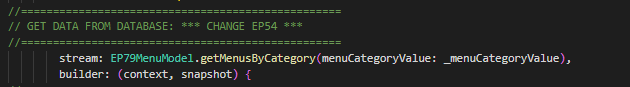 //=================================================
// GET DATA FROM DATABASE: *** CHANGE EP54 ***
//=================================================
stream: EP79MenuModel.getMenusByCategory(menuCategoryValue: _menuCategoryValue),
builder: (context, snapshot) {